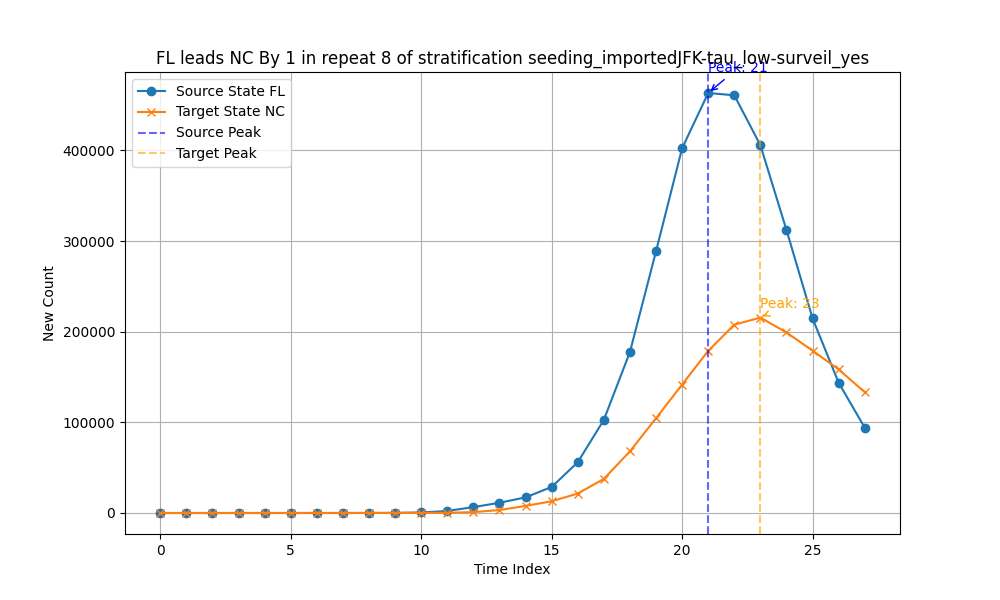 FL leads NC By 1 in repeat 8 of stratification seeding_importedJFK-tau_low-surveil_yes
Peak: 21
Source State FL
Target State NC
Source Peak
Target Peak
Peak: 23
New Count
400000
300000
200000
100000
0
0 5 10 15 20 25
Time Index